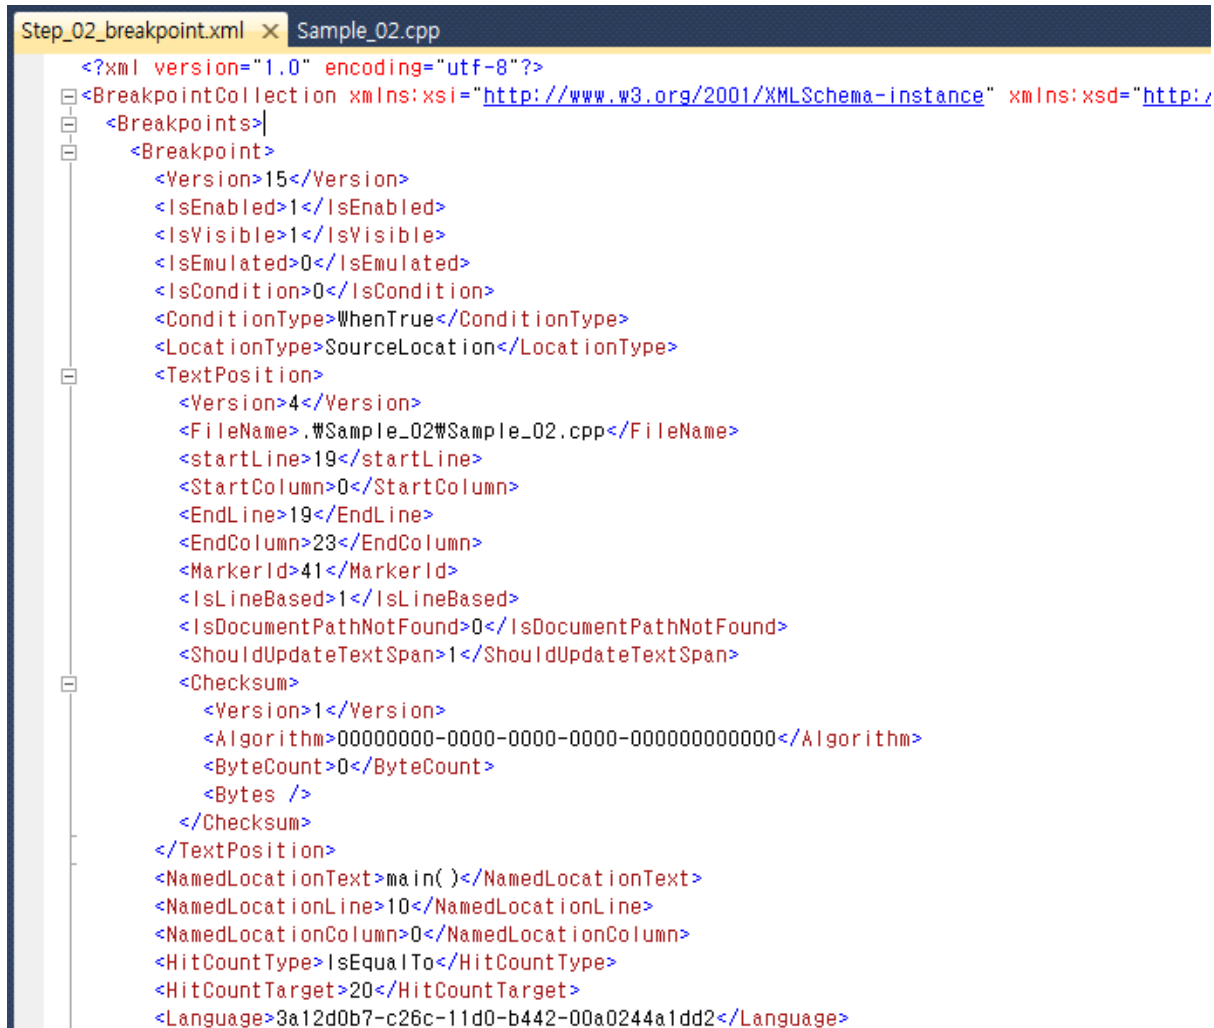 Step_02_breakpoint.xml × Sample_02.cpp
<?xml version="1.0" encoding="utf-8"?>
<BreakpointCollection xmlns:xsi="http://www.w3.org/2001/XMLSchema-instance" xmlns:xsd="http:/
<Breakpoints>
<Breakpoint>
<Version>15</Version>
<IsEnabled>1</IsEnabled>
<IsVisible>1</IsVisible>
<IsEmulated>0</IsEmulated>
<IsCondition>0</IsCondition>
<ConditionType>WhenTrue</ConditionType>
<LocationType>SourceLocation</LocationType>
<TextPosition>
<Version>4</Version>
<FileName>.₩Sample_02₩Sample_02.cpp</FileName>
<startLine>19</startLine>
<StartColumn>0</StartColumn>
<EndLine>19</EndLine>
<EndColumn>23</EndColumn>
<MarkerId>41</MarkerId>
<IsLineBased>1</IsLineBased>
<IsDocumentPathNotFound>0</IsDocumentPathNotFound>
<ShouldUpdateTextSpan>1</ShouldUpdateTextSpan>
<Checksum>
<Version>1</Version>
<Algorithm>00000000-0000-0000-0000-000000000000</Algorithm>
<ByteCount>0</ByteCount>
<Bytes />
</Checksum>
</TextPosition>
<NamedLocationText>main()</NamedLocationText>
<NamedLocationLine>10</NamedLocationLine>
<NamedLocationColumn>0</NamedLocationColumn>
<HitCountType>IsEqualTo</HitCountType>
<HitCountTarget>20</HitCountTarget>
<Language>3a12d0b7-c26c-11d0-b442-00a0244a1dd2</Language>